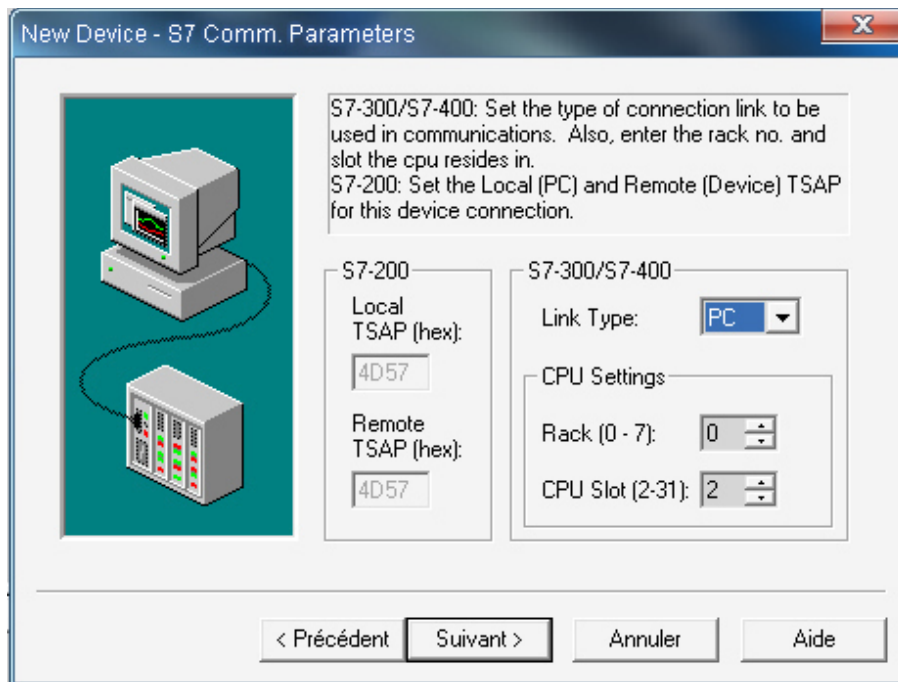 New Device - S7 Comm. Parameters
S7-300/S7-400: Set the type of connection link to be
used in communications. Also, enter the rack no. and
slot the cpu resides in.
S7-200: Set the Local (PC) and Remote (Device) TSAP
for this device connection.
S7-200
Local
TSAP (hex):
4D57
Remote
TSAP (hex):
4D57
S7-300/S7-400
Link Type: PC
CPU Settings
Rack (0 - 7): 0
CPU Slot (2-31): 2
< Précédent Suivant > Annuler Aide